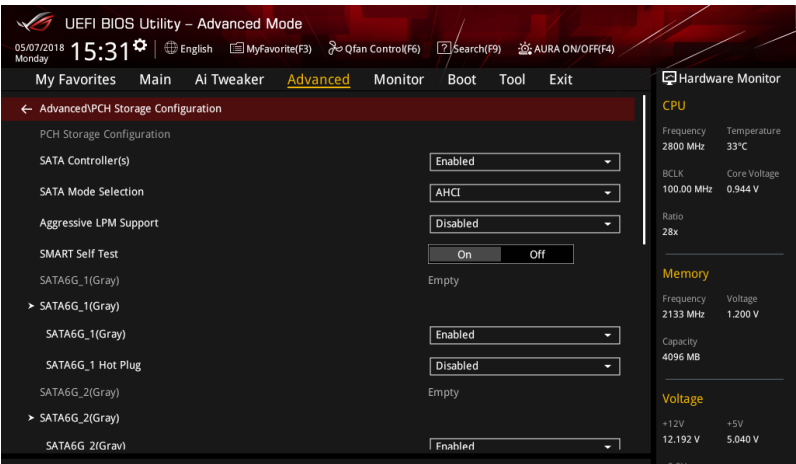 UEFI BIOS Utility – Advanced Mode
05/07/2018 Monday 15:31 English MyFavorite(F3) Qfan Control(F6) ? Search(F9) AURA ON/OFF(F4)
My Favorites Main Ai Tweaker Advanced Monitor Boot Tool Exit
← Advanced\PCH Storage Configuration
PCH Storage Configuration
SATA Controller(s) Enabled
SATA Mode Selection AHCI
Aggressive LPM Support Disabled
SMART Self Test On Off
SATA6G_1(Gray) Empty
> SATA6G_1(Gray)
SATA6G_1(Gray) Enabled
SATA6G_1 Hot Plug Disabled
SATA6G_2(Gray) Empty
> SATA6G_2(Gray)
SATA6G_2(Gray) Enabled
Hardware Monitor
CPU
Frequency Temperature
2800 MHz 33°C
BCLK Core Voltage
100.00 MHz 0.944 V
Ratio
28x
Memory
Frequency Voltage
2133 MHz 1.200 V
Capacity
4096 MB
Voltage
+12V +5V
12.192 V 5.040 V